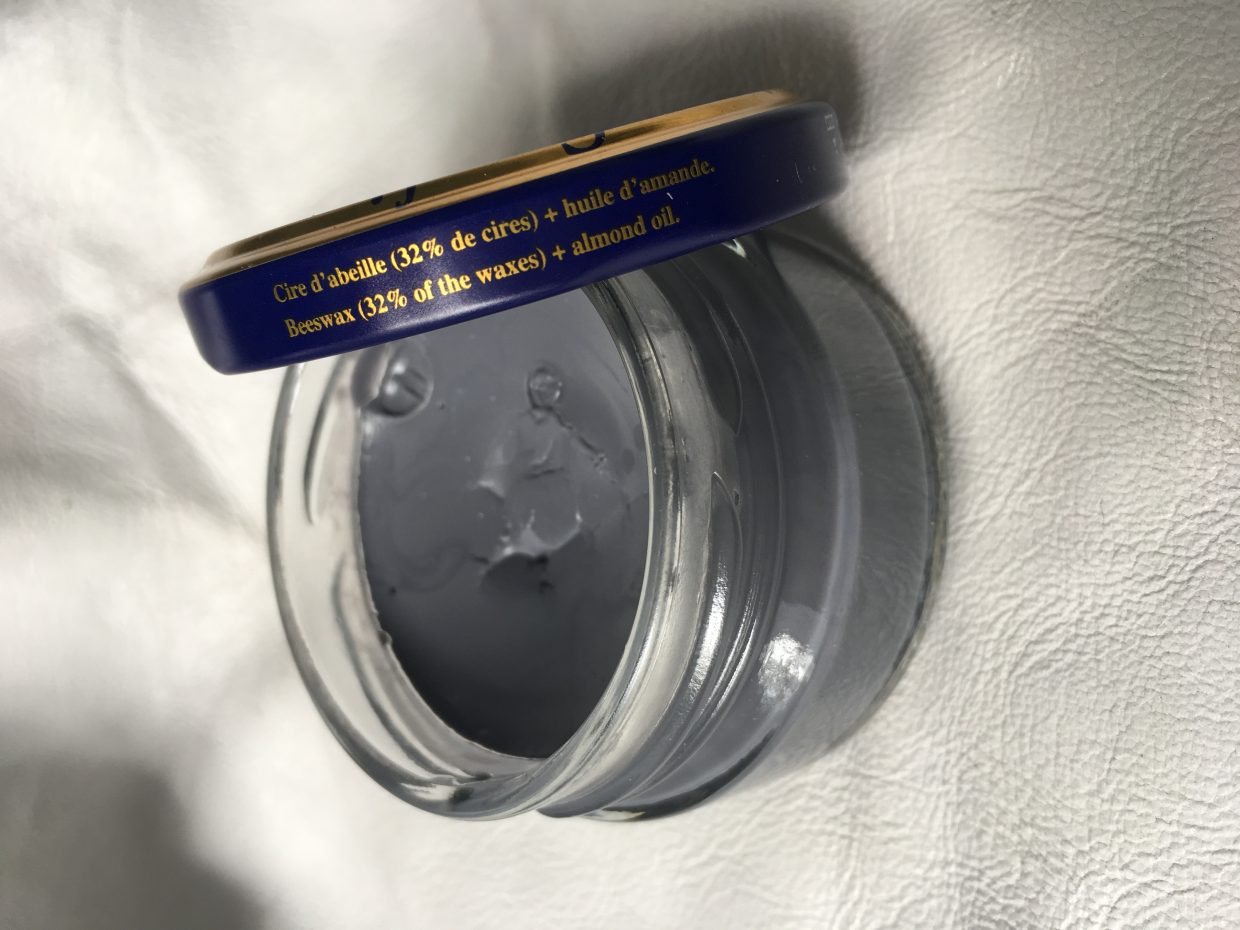 Cire d'abeille (32% de cires) + huile d'amande.
Beeswax (32% of the waxes) + almond oil.